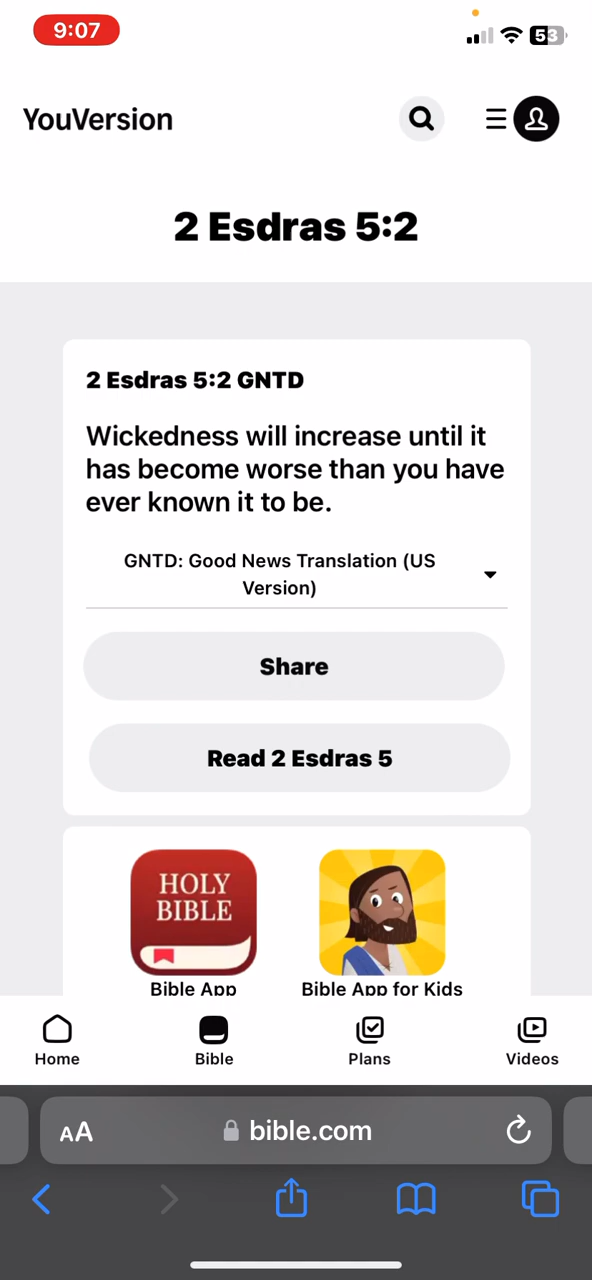 9:07
53
YouVersion
2 Esdras 5:2
2 Esdras 5:2 GNTD
Wickedness will increase until it
has become worse than you have
ever known it to be.
GNTD: Good News Translation (US
Version)
Share
Read 2 Esdras 5
HOLY
BIBLE
Bible App
Bible App for Kids
Home
Bible
Plans
Videos
AA
bible.com